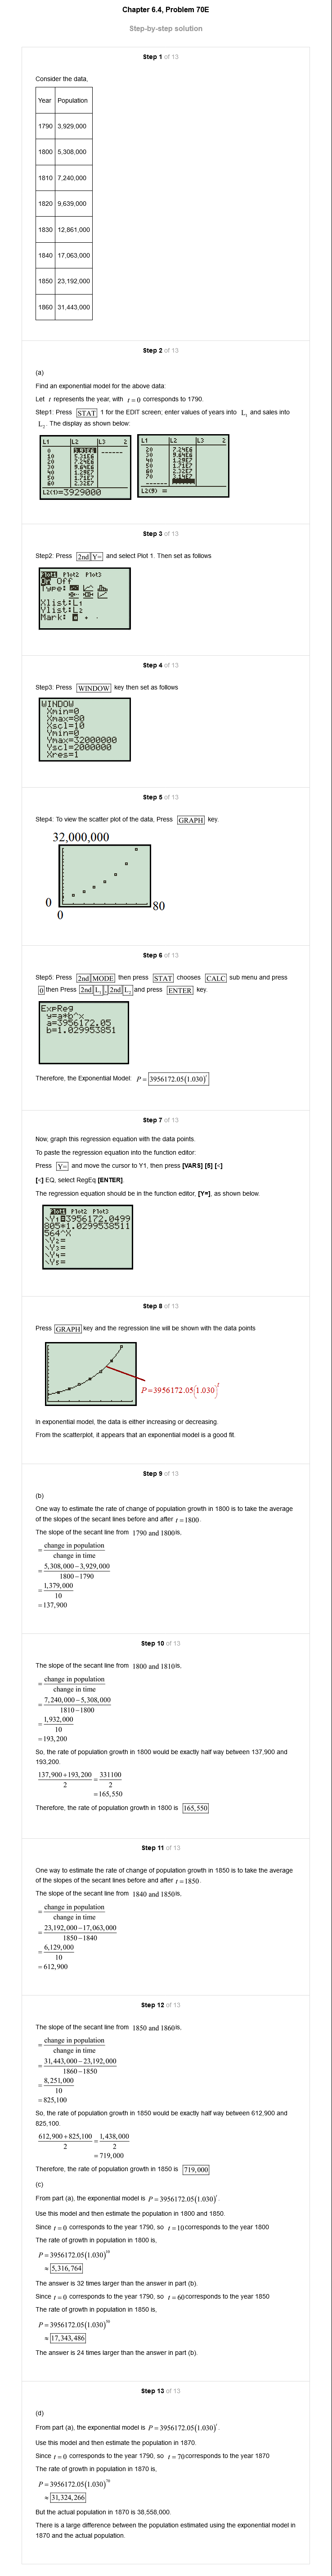 Chapter 6.4, Problem 70E
Step-by-step solution
Step 1 of 13
Consider the data,
Year Population
1790 3,929,000
1800 5,308,000
1810 7,240,000
1820 9,639,000
1830 12,861,000
1840 17,063,000
1850 23,192,000
1860 31,443,000
Step 2 of 13
(a)
Find an exponential model for the above data:
Let t represents the year, with t = 0 corresponds to 1790.
Step1: Press STAT 1 for the EDIT screen; enter values of years into L₁ and sales into
L₂. The display as shown below:
L1 L2 L3 2
0 3.93E6 ------
10 5.31E6
20 7.24E6
30 9.64E6
40 1.29E7
50 1.71E7
60 2.32E7
L2(1)=3929000
L1 L2 L3 2
20 7.24E6
30 9.64E6
40 1.29E7
50 1.71E7
60 2.32E7
70 3.14E7
------
L2(9) =
Step 3 of 13
Step2: Press 2nd Y= and select Plot 1. Then set as follows
Plot1 Plot2 Plot3
On Off
Type:
Xlist:L1
Ylist:L2
Mark:
Step 4 of 13
Step3: Press WINDOW key then set as follows
WINDOW
Xmin=0
Xmax=80
Xscl=10
Ymin=0
Ymax=32000000
Yscl=2000000
Xres=1
Step 5 of 13
Step4: To view the scatter plot of the data, Press GRAPH key.
32,000,000
0
80
0
Step 6 of 13
Step5: Press 2nd MODE then press STAT chooses CALC sub menu and press
0 then Press 2nd L₁ , 2nd L₂ and press ENTER key.
ExpReg
y=a*b^x
a=3956172.05
b=1.029953851
Therefore, the Exponential Model: P = 3956172.05(1.030)^t
Step 7 of 13
Now, graph this regression equation with the data points.
To paste the regression equation into the function editor:
Press Y= and move the cursor to Y1, then press [VARS] [5] [<]
[<] EQ, select RegEq [ENTER].
The regression equation should be in the function editor, [Y=], as shown below.
Plot1 Plot2 Plot3
\Y1=3956172.0499
805*1.0299538511
564^X
\Y2=
\Y3=
\Y4=
\Y5=
Step 8 of 13
Press GRAPH key and the regression line will be shown with the data points
P=3956172.05(1.030)^t
In exponential model, the data is either increasing or decreasing.
From the scatterplot, it appears that an exponential model is a good fit.
Step 9 of 13
(b)
One way to estimate the rate of change of population growth in 1800 is to take the average
of the slopes of the secant lines before and after t = 1800.
The slope of the secant line from 1790 and 1800 is,
= change in population
change in time
= 5,308,000 − 3,929,000
1800 − 1790
= 1,379,000
10
= 137,900
Step 10 of 13
The slope of the secant line from 1800 and 1810 is,
= change in population
change in time
= 7,240,000 − 5,308,000
1810 − 1800
= 1,932,000
10
= 193,200
So, the rate of population growth in 1800 would be exactly half way between 137,900 and
193,200.
137,900 + 193,200 = 331100
2 2
= 165,550
Therefore, the rate of population growth in 1800 is 165,550
Step 11 of 13
One way to estimate the rate of change of population growth in 1850 is to take the average
of the slopes of the secant lines before and after t = 1850.
The slope of the secant line from 1840 and 1850 is,
= change in population
change in time
= 23,192,000 − 17,063,000
1850 − 1840
= 6,129,000
10
= 612,900
Step 12 of 13
The slope of the secant line from 1850 and 1860 is,
= change in population
change in time
= 31,443,000 − 23,192,000
1860 − 1850
= 8,251,000
10
= 825,100
So, the rate of population growth in 1850 would be exactly half way between 612,900 and
825,100.
612,900 + 825,100 = 1,438,000
2 2
= 719,000
Therefore, the rate of population growth in 1850 is 719,000
(c)
From part (a), the exponential model is P = 3956172.05(1.030)^t.
Use this model and then estimate the population in 1800 and 1850.
Since t = 0 corresponds to the year 1790, so t = 10 corresponds to the year 1800
The rate of growth in 1800 is,
P = 3956172.05(1.030)^10
≈ 5,316,764
The answer is 32 times larger than the answer in part (b).
Since t = 0 corresponds to the year 1790, so t = 60 corresponds to the year 1850
The rate of growth in 1850 is,
P = 3956172.05(1.030)^50
≈ 17,343,486
The answer is 24 times larger than the answer in part (b).
Step 13 of 13
(d)
From part (a), the exponential model is P = 3956172.05(1.030)^t.
Use this model and then estimate the population in 1870.
Since t = 0 corresponds to the year 1790, so t = 70 corresponds to the year 1870
The rate of growth in 1870 is,
P = 3956172.05(1.030)^70
≈ 31,324,266
But the actual population in 1870 is 38,558,000.
There is a large difference between the population estimated using the exponential model in
1870 and the actual population.